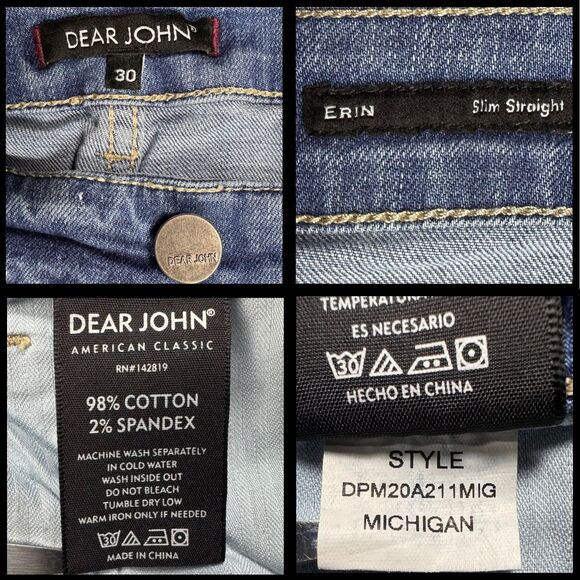 DEAR JOHN®
30
DEAR JOHN
ERIN
Slim Straight
DEAR JOHN®
AMERICAN CLASSIC
RN#142819
98% COTTON
2% SPANDEX
MACHINE WASH SEPARATELY
IN COLD WATER
WASH INSIDE OUT
DO NOT BLEACH
TUMBLE DRY LOW
WARM IRON ONLY IF NEEDED
30
MADE IN CHINA
TEMPERATURA
ES NECESARIO
30
HECHO EN CHINA
STYLE
DPM20A211MIG
MICHIGAN